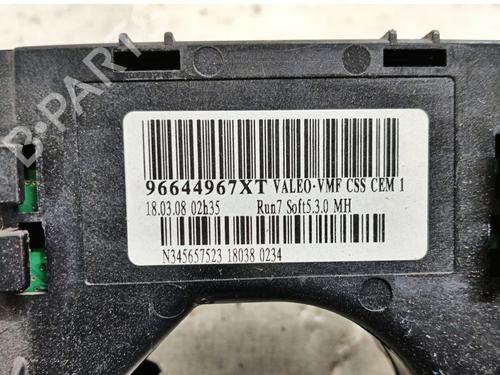 B-PARTS
96644967XT VALEO-VMF CSS CEM 1
18.03.08 02h35 Run7 Soft5.3.0 MH
N345657523 18038 0234